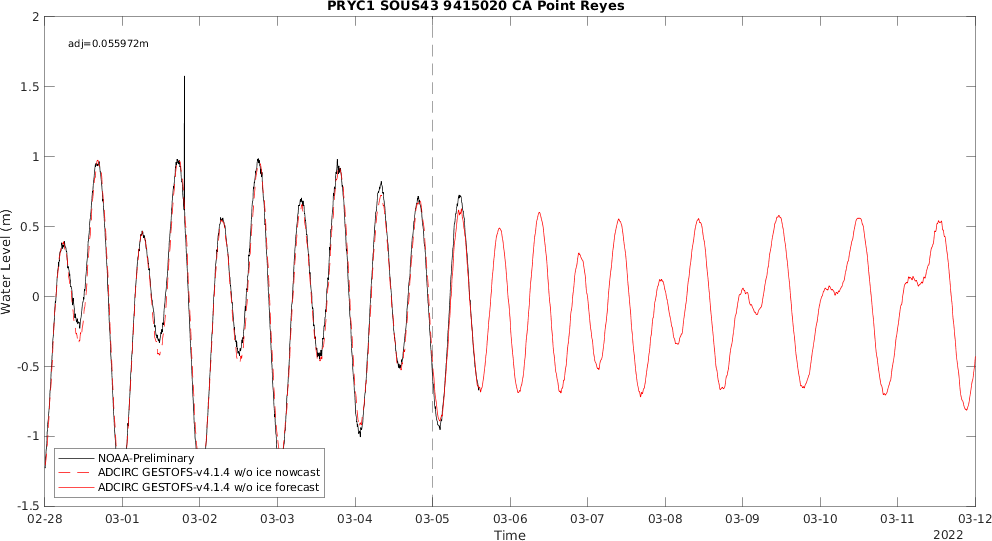 PRYC1 SOUS43 9415020 CA Point Reyes
adj=0.055972m
2
1.5
1
0.5
0
-0.5
-1
-1.5
Water Level (m)
NOAA-Preliminary
ADCIRC GESTOFS-v4.1.4 w/o ice nowcast
ADCIRC GESTOFS-v4.1.4 w/o ice forecast
02-28 03-01 03-02 03-03 03-04 03-05 03-06 03-07 03-08 03-09 03-10 03-11 03-12
Time
2022